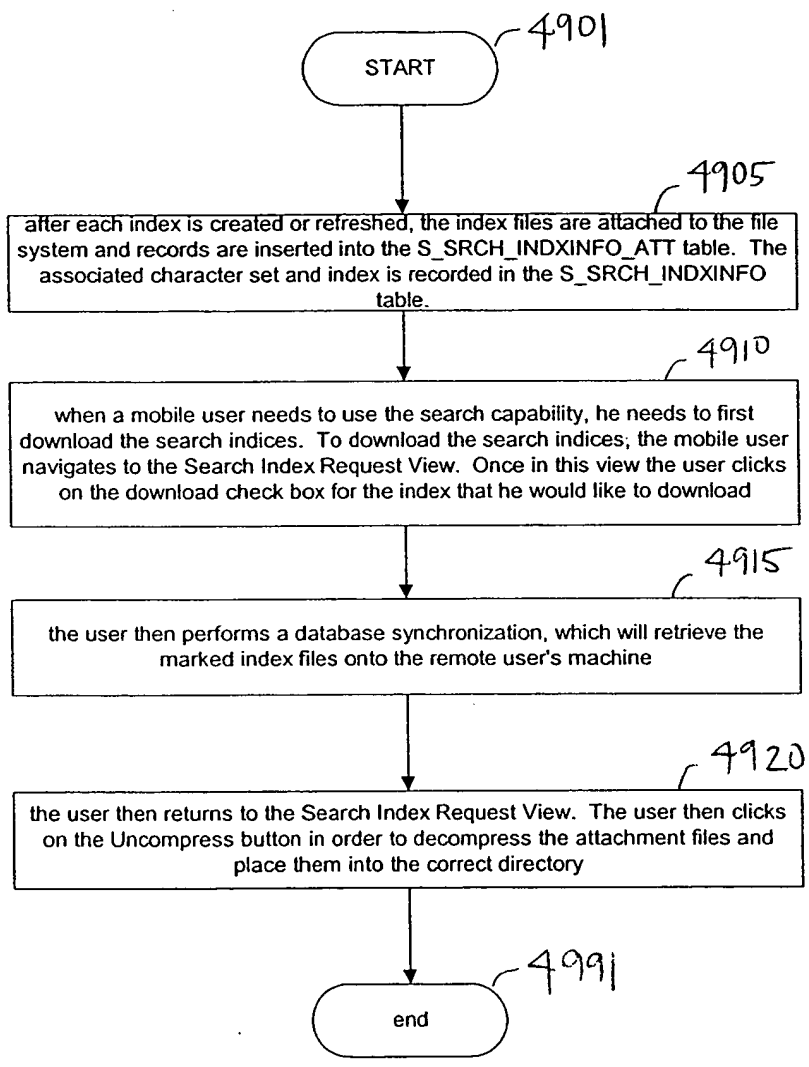 4901
START
4905
after each index is created or refreshed, the index files are attached to the file
system and records are inserted into the S_SRCH_INDXINFO_ATT table. The
associated character set and index is recorded in the S_SRCH_INDXINFO
table.
4910
when a mobile user needs to use the search capability, he needs to first
download the search indices. To download the search indices, the mobile user
navigates to the Search Index Request View. Once in this view the user clicks
on the download check box for the index that he would like to download
4915
the user then performs a database synchronization, which will retrieve the
marked index files onto the remote user's machine
4920
the user then returns to the Search Index Request View. The user then clicks
on the Uncompress button in order to decompress the attachment files and
place them into the correct directory
4991
end